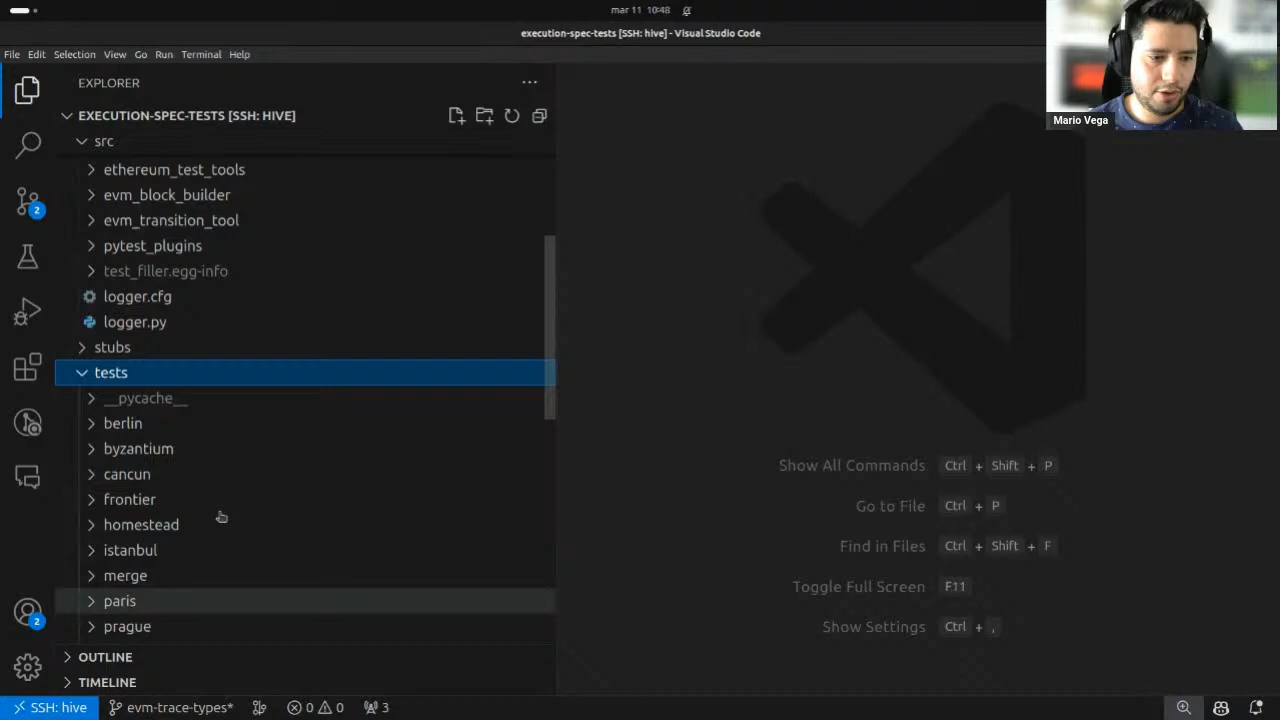 mar 11 10:48
execution-spec-tests [SSH: hive] - Visual Studio Code
File Edit Selection View Go Run Terminal Help
EXPLORER
EXECUTION-SPEC-TESTS [SSH: HIVE]
src
ethereum_test_tools
evm_block_builder
evm_transition_tool
pytest_plugins
test_filler.egg-info
logger.cfg
logger.py
stubs
tests
__pycache__
berlin
byzantium
cancun
frontier
homestead
istanbul
merge
paris
prague
OUTLINE
TIMELINE
2
2
Show All Commands Ctrl + Shift + P
Go to File Ctrl + P
Find in Files Ctrl + Shift + F
Toggle Full Screen F11
Show Settings Ctrl + ,
Mario Vega
SSH: hive evm-trace-types* 0 0 3